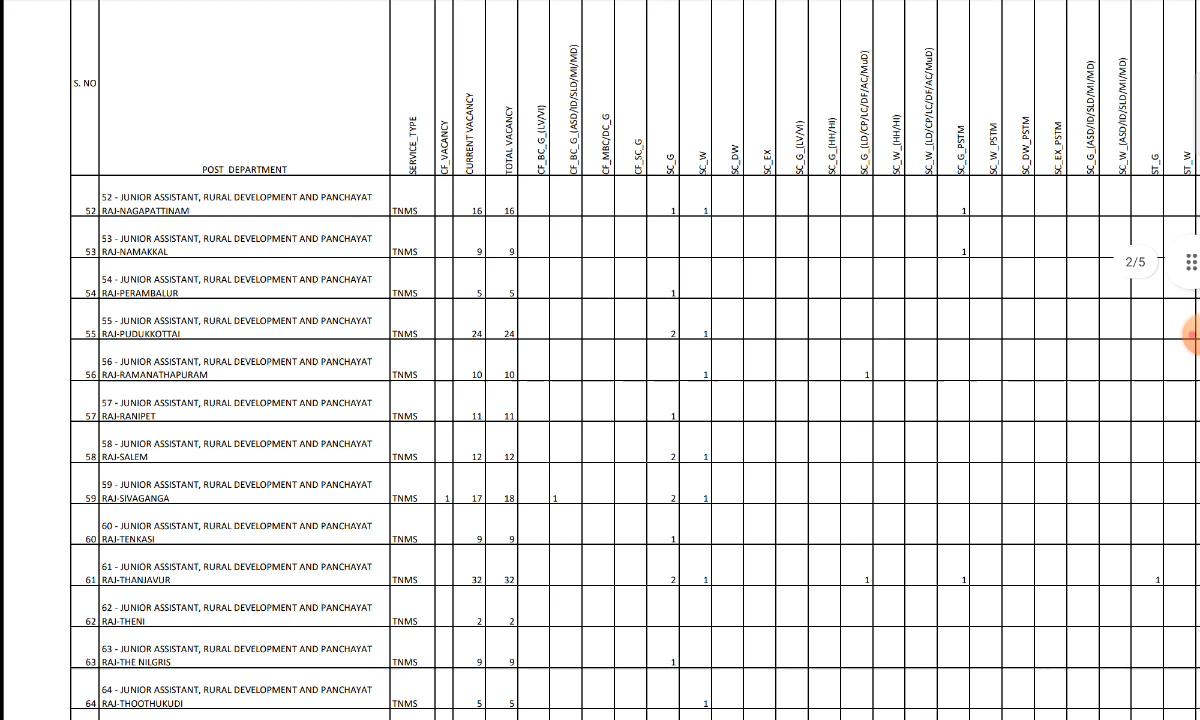 S. NO POST_DEPARTMENT SERVICE_TYPE CF_VACANCY CURRENT VACANCY TOTAL VACANCY CF_BC_G_(LV/VI) CF_BC_G_(ASD/ID/SLD/MI/MD) CF_MBC/DC_G CF_SC_G SC_G SC_W SC_DW SC_EX SC_G_(LV/VI) SC_G_(HH/HI) SC_G_(LD/CP/LC/DF/AC/MuD) SC_W_(HH/HI) SC_W_(LD/CP/LC/DF/AC/MuD) SC_G_PSTM SC_W_PSTM SC_DW_PSTM SC_EX_PSTM SC_G_(ASD/ID/SLD/MI/MD) SC_W_(ASD/ID/SLD/MI/MD) ST_G ST_W
52 - JUNIOR ASSISTANT, RURAL DEVELOPMENT AND PANCHAYAT
52 RAJ-NAGAPATTINAM TNMS 16 16 1 1 1
53 - JUNIOR ASSISTANT, RURAL DEVELOPMENT AND PANCHAYAT
53 RAJ-NAMAKKAL TNMS 9 9 1
2/5
54 - JUNIOR ASSISTANT, RURAL DEVELOPMENT AND PANCHAYAT
54 RAJ-PERAMBALUR TNMS 5 5 1
55 - JUNIOR ASSISTANT, RURAL DEVELOPMENT AND PANCHAYAT
55 RAJ-PUDUKKOTTAI TNMS 24 24 2 1
56 - JUNIOR ASSISTANT, RURAL DEVELOPMENT AND PANCHAYAT
56 RAJ-RAMANATHAPURAM TNMS 10 10 1 1
57 - JUNIOR ASSISTANT, RURAL DEVELOPMENT AND PANCHAYAT
57 RAJ-RANIPET TNMS 11 11 1
58 - JUNIOR ASSISTANT, RURAL DEVELOPMENT AND PANCHAYAT
58 RAJ-SALEM TNMS 12 12 2 1
59 - JUNIOR ASSISTANT, RURAL DEVELOPMENT AND PANCHAYAT
59 RAJ-SIVAGANGA TNMS 1 17 18 1 2 1
60 - JUNIOR ASSISTANT, RURAL DEVELOPMENT AND PANCHAYAT
60 RAJ-TENKASI TNMS 9 9 1
61 - JUNIOR ASSISTANT, RURAL DEVELOPMENT AND PANCHAYAT
61 RAJ-THANJAVUR TNMS 32 32 2 1 1 1 1
62 - JUNIOR ASSISTANT, RURAL DEVELOPMENT AND PANCHAYAT
62 RAJ-THENI TNMS 2 2
63 - JUNIOR ASSISTANT, RURAL DEVELOPMENT AND PANCHAYAT
63 RAJ-THE NILGRIS TNMS 9 9 1
64 - JUNIOR ASSISTANT, RURAL DEVELOPMENT AND PANCHAYAT
64 RAJ-THOOTHUKUDI TNMS 5 5 1